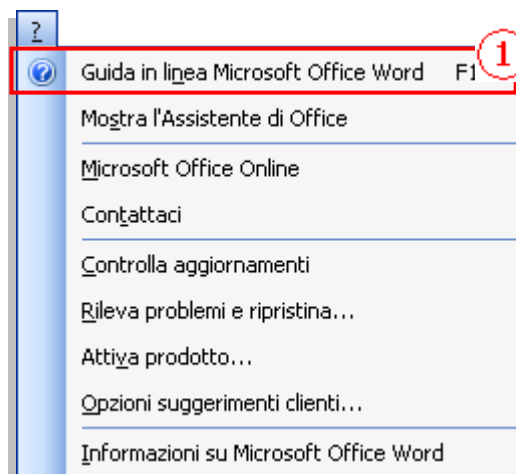 ?
Guida in linea Microsoft Office Word F1 1
Mostra l'Assistente di Office
Microsoft Office Online
Contattaci
Controlla aggiornamenti
Rileva problemi e ripristina...
Attiva prodotto...
Opzioni suggerimenti clienti...
Informazioni su Microsoft Office Word